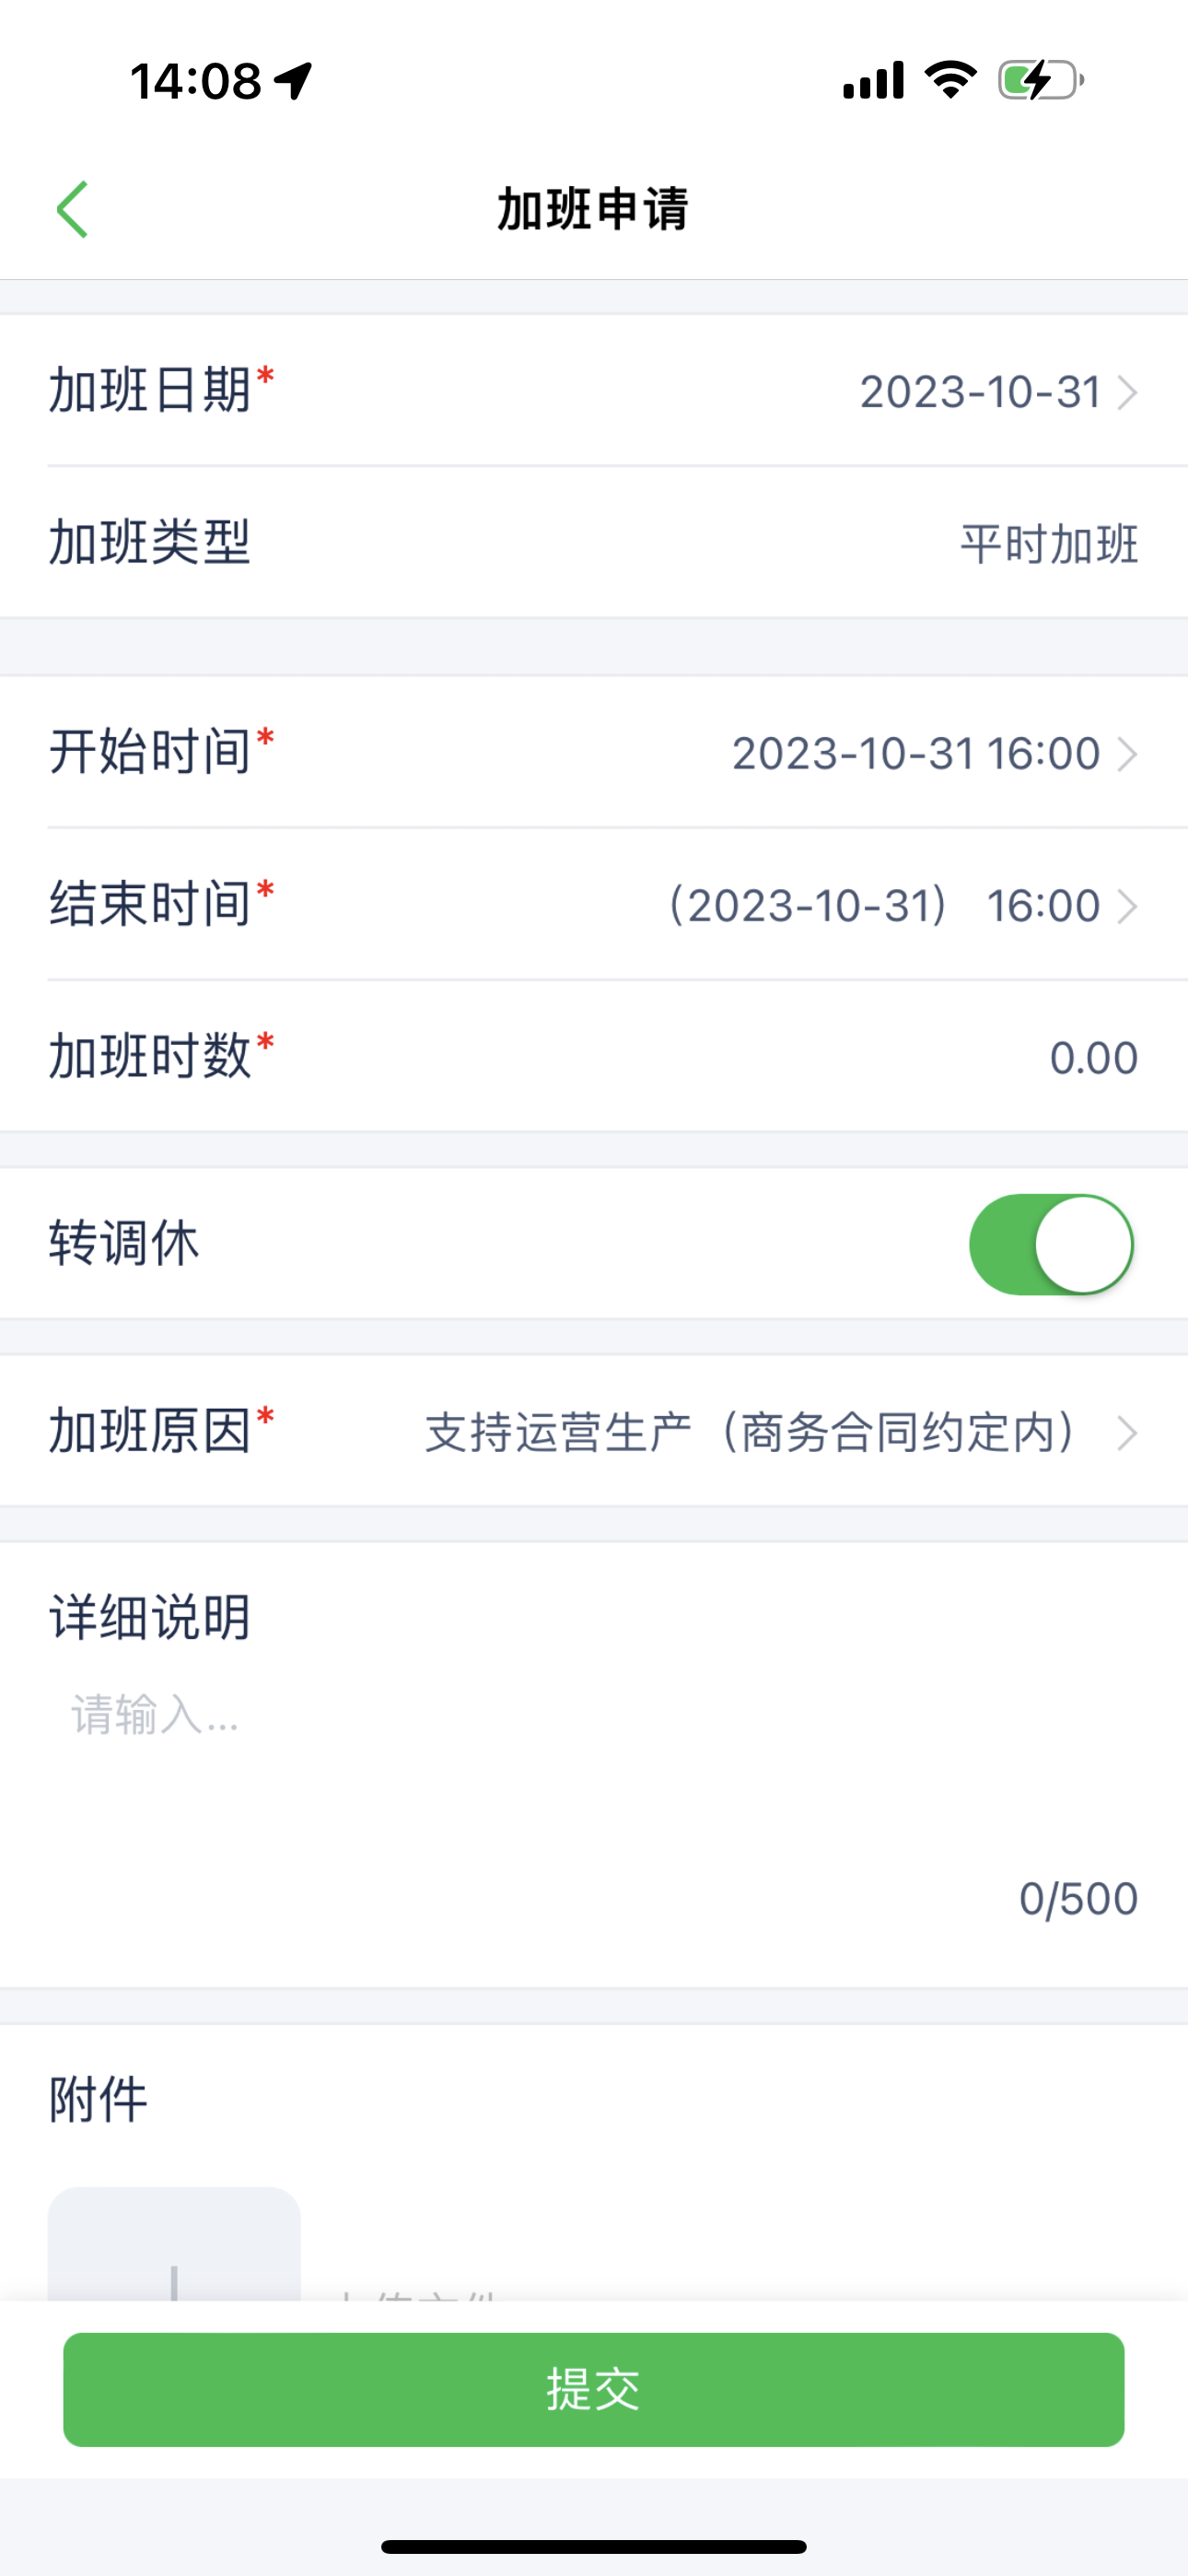 14:08
加班申请
加班日期* 2023-10-31
加班类型 平时加班
开始时间* 2023-10-31 16:00
结束时间* (2023-10-31) 16:00
加班时数* 0.00
转调休
加班原因* 支持运营生产（商务合同约定内）
详细说明
请输入...
0/500
附件
提交